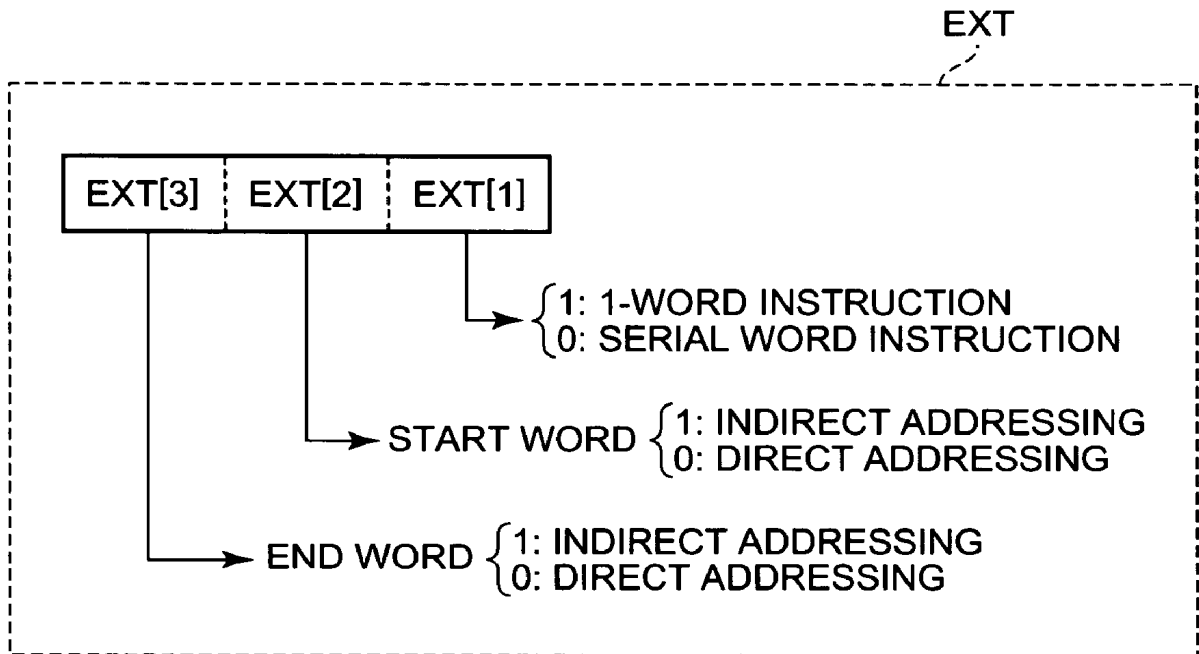 EXT
EXT[3] EXT[2] EXT[1]
1: 1-WORD INSTRUCTION
0: SERIAL WORD INSTRUCTION
START WORD
1: INDIRECT ADDRESSING
0: DIRECT ADDRESSING
END WORD
1: INDIRECT ADDRESSING
0: DIRECT ADDRESSING